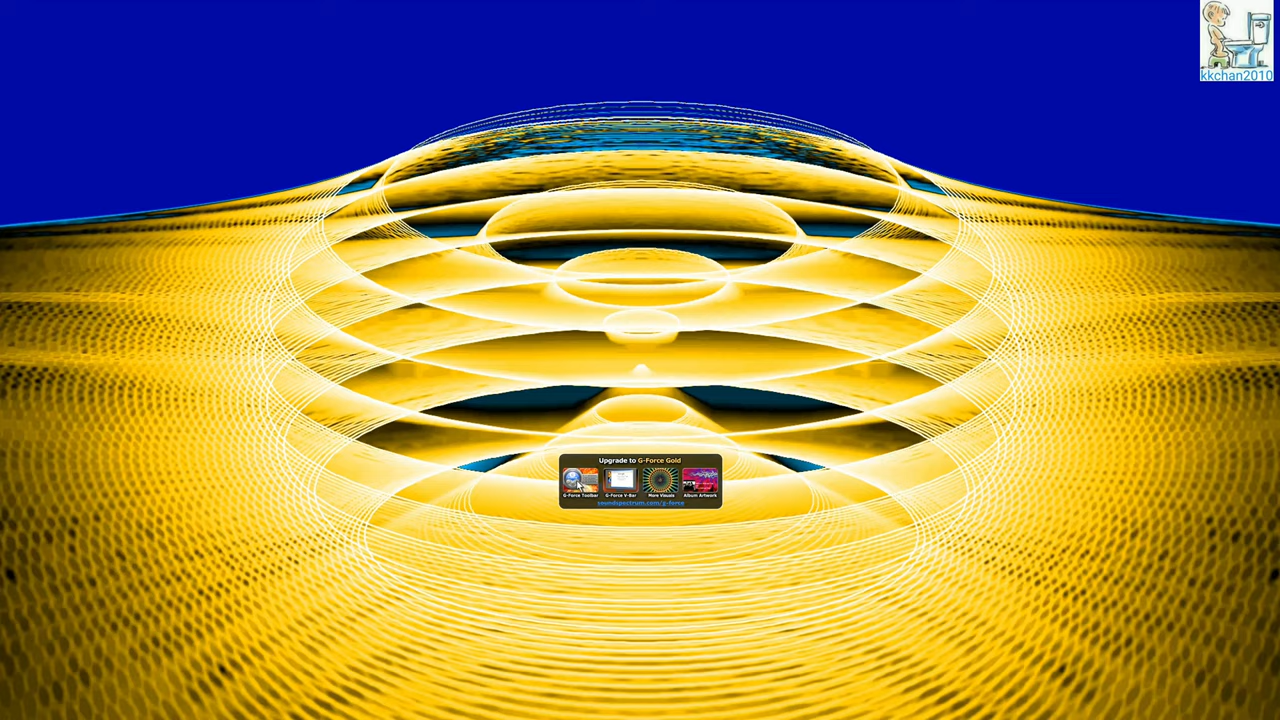 kkchan2010
Upgrade to G-Force Gold
G-Force Toolbar G-Force V-Bar More Visuals Album Artwork
soundspectrum.com/g-force